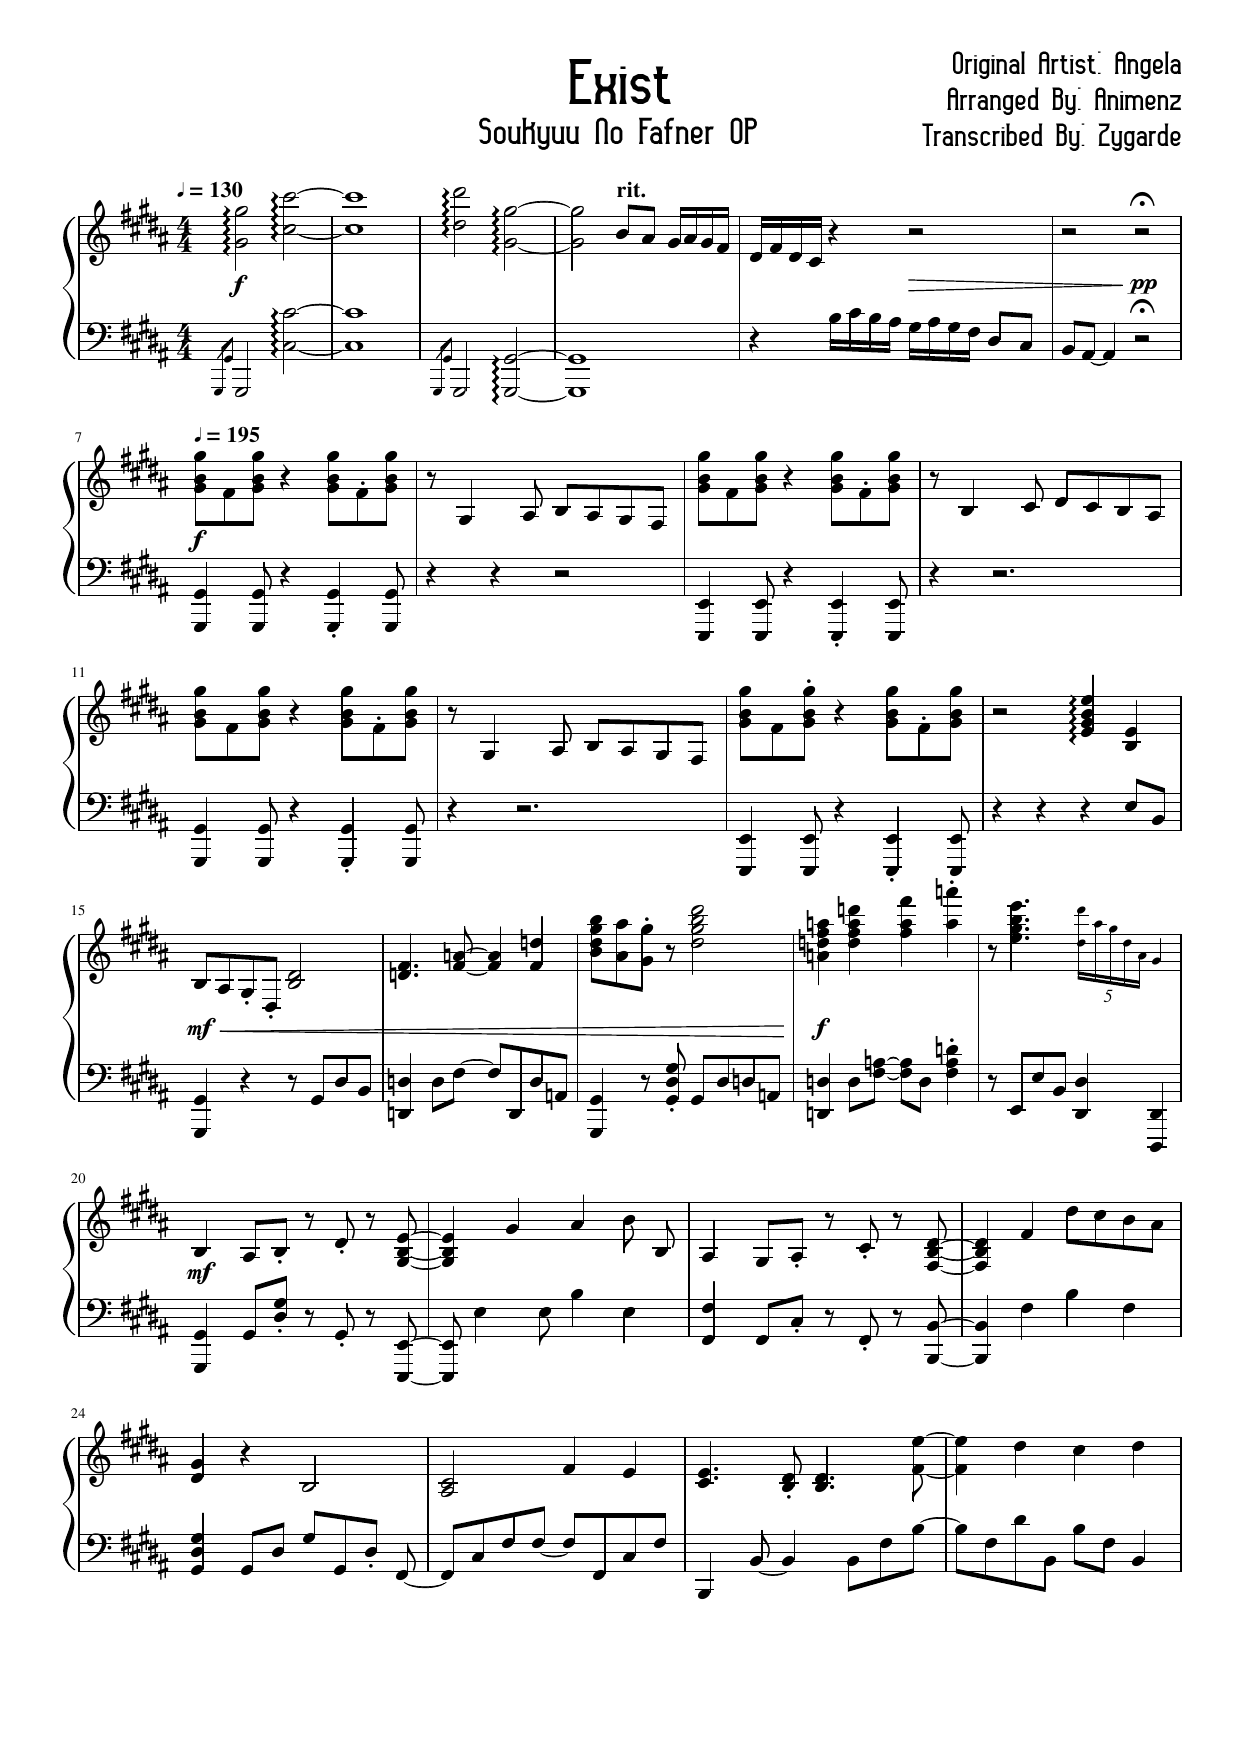 Exist
Soukyuu No Fafner OP
Original Artist: Angela
Arranged By: Animenz
Transcribed By: Zygarde
♩ = 130
rit.
f
pp
7
♩ = 195
f
11
15
mf
f
5
20
mf
24